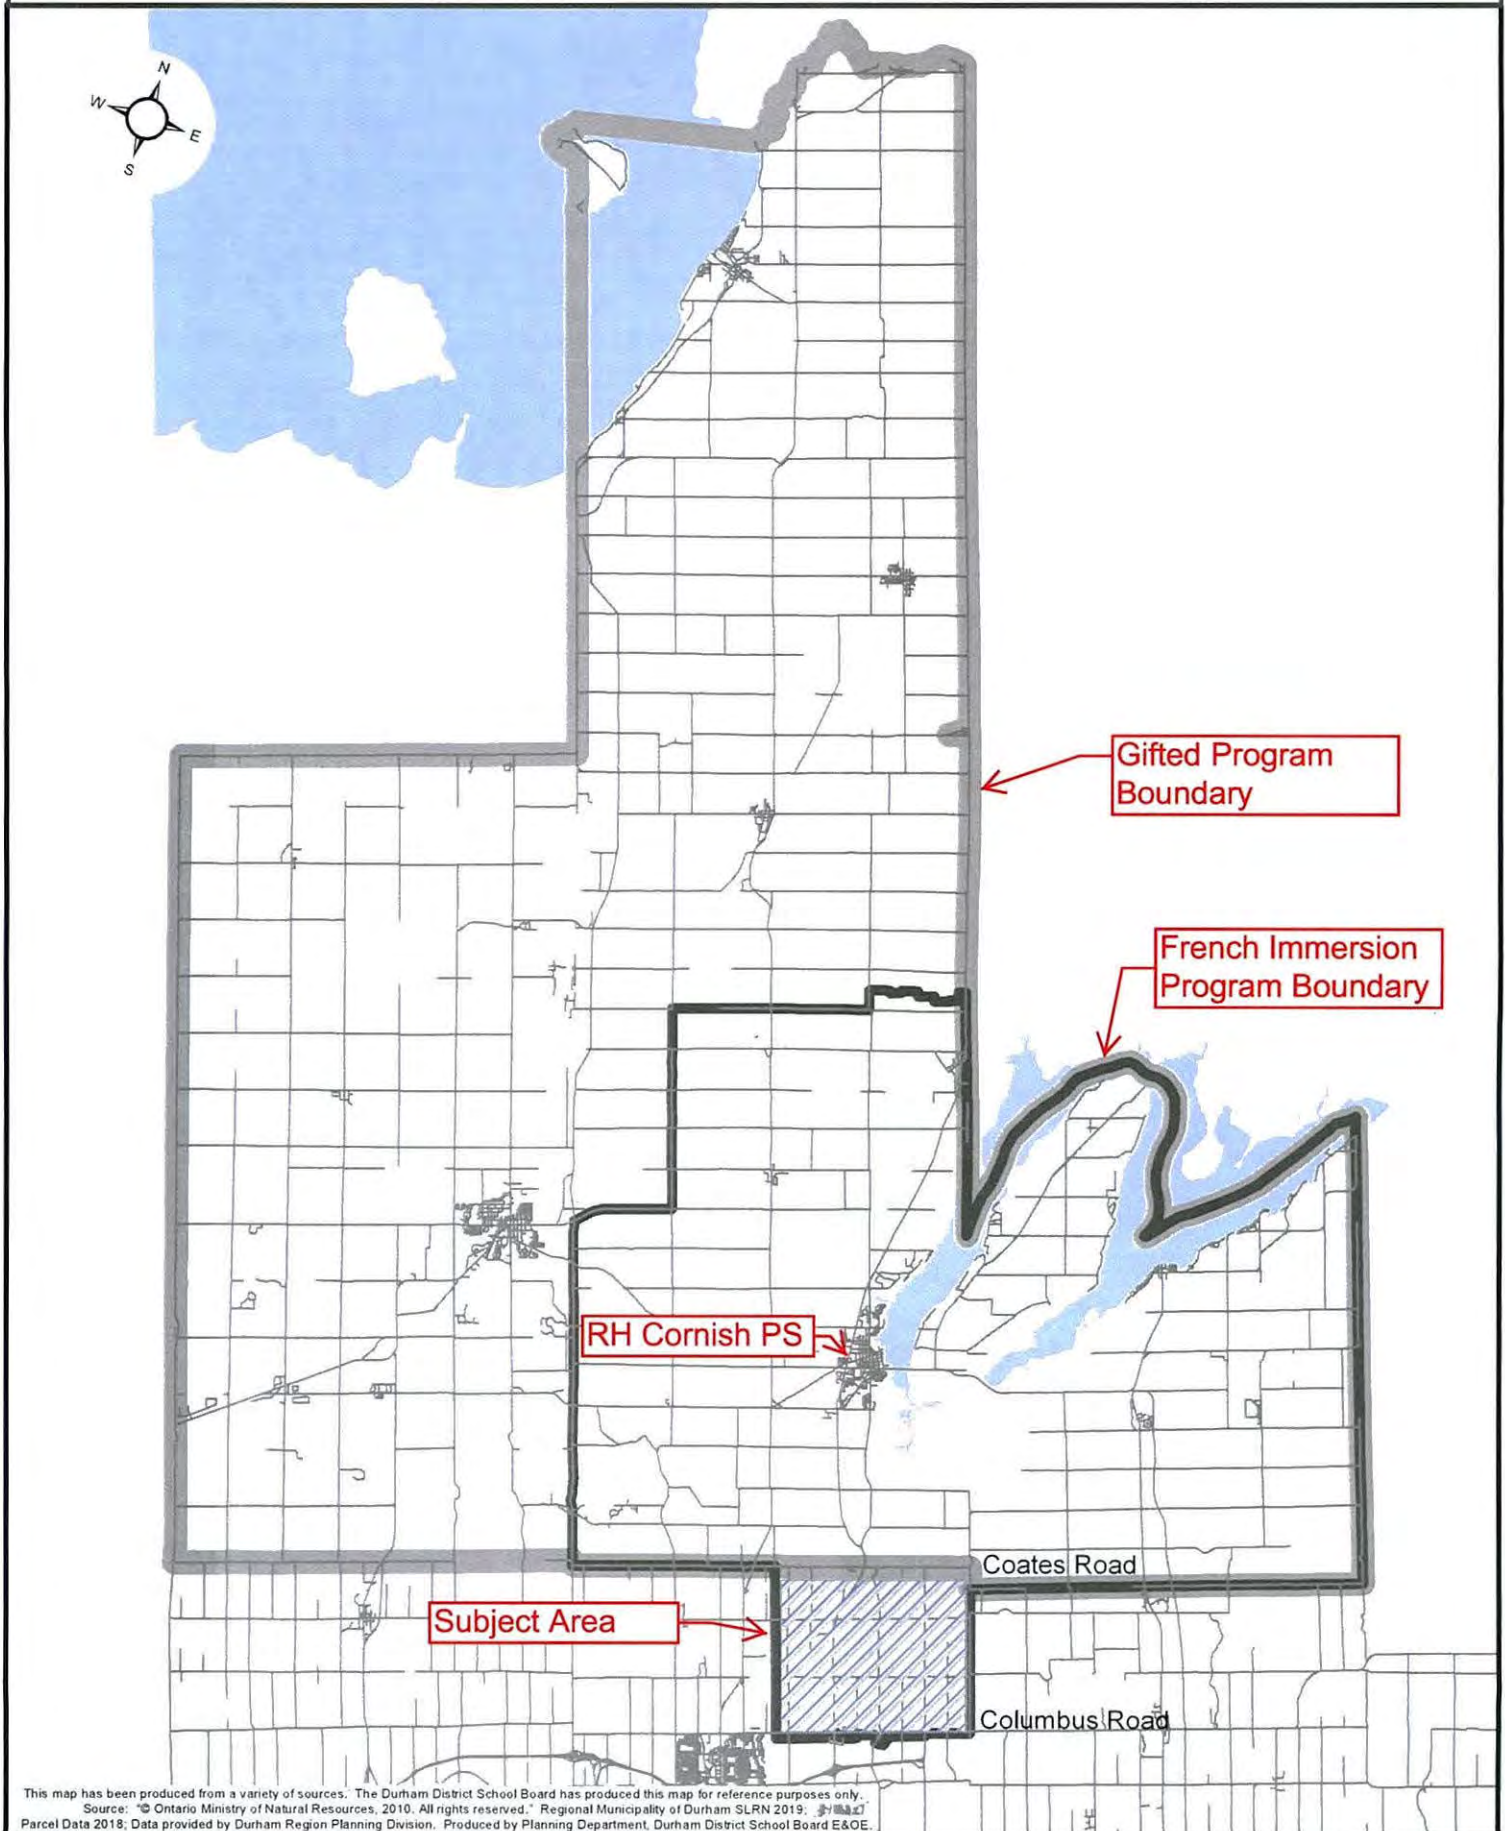 N
W
E
S
Gifted Program
Boundary
French Immersion
Program Boundary
RH Cornish PS
Coates Road
Subject Area
Columbus Road
This map has been produced from a variety of sources. The Durham District School Board has produced this map for reference purposes only.
Source: "© Ontario Ministry of Natural Resources, 2010. All rights reserved." Regional Municipality of Durham SLRN 2019;
Parcel Data 2018; Data provided by Durham Region Planning Division. Produced by Planning Department, Durham District School Board E&OE.